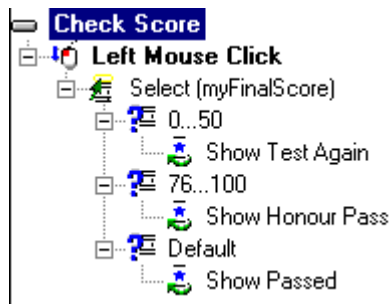 Check Score
Left Mouse Click
Select (myFinalScore)
0...50
Show Test Again
76...100
Show Honour Pass
Default
Show Passed